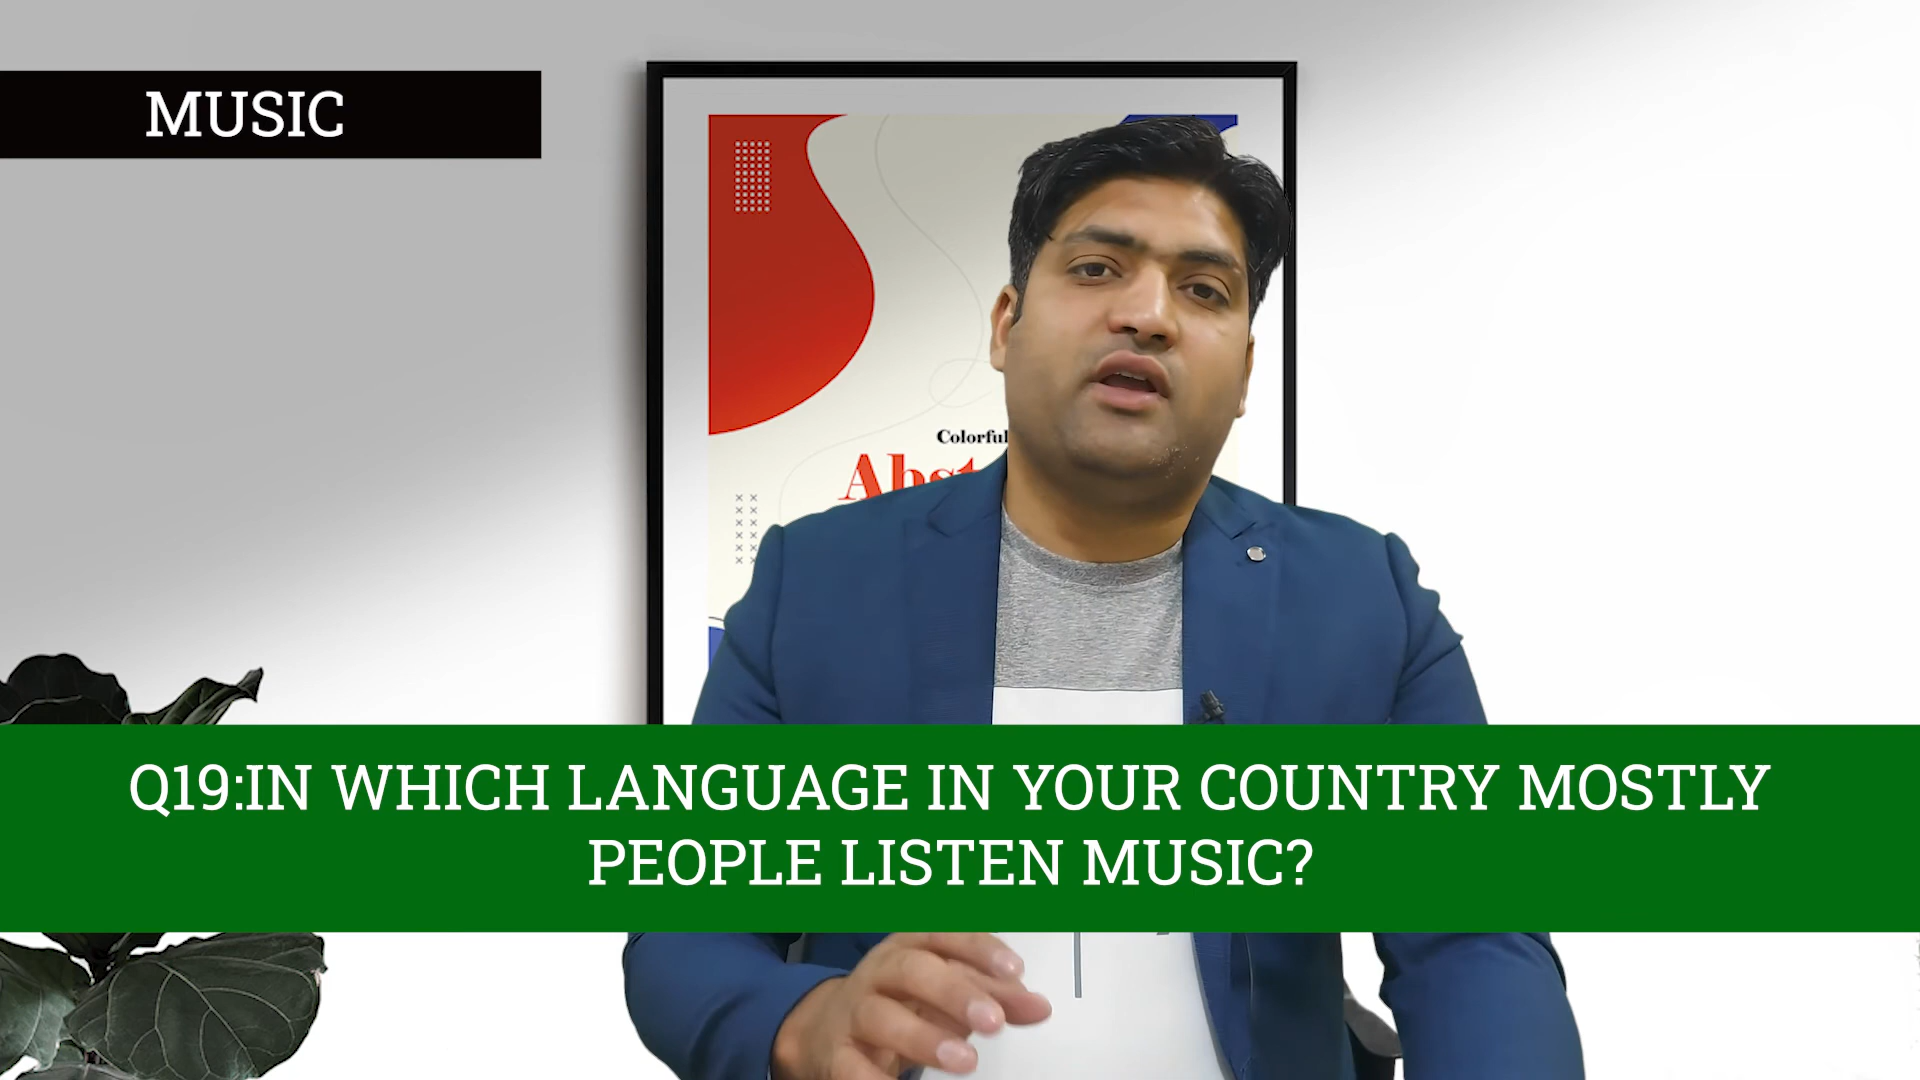 MUSIC
Colorful
Q19:IN WHICH LANGUAGE IN YOUR COUNTRY MOSTLY
PEOPLE LISTEN MUSIC?